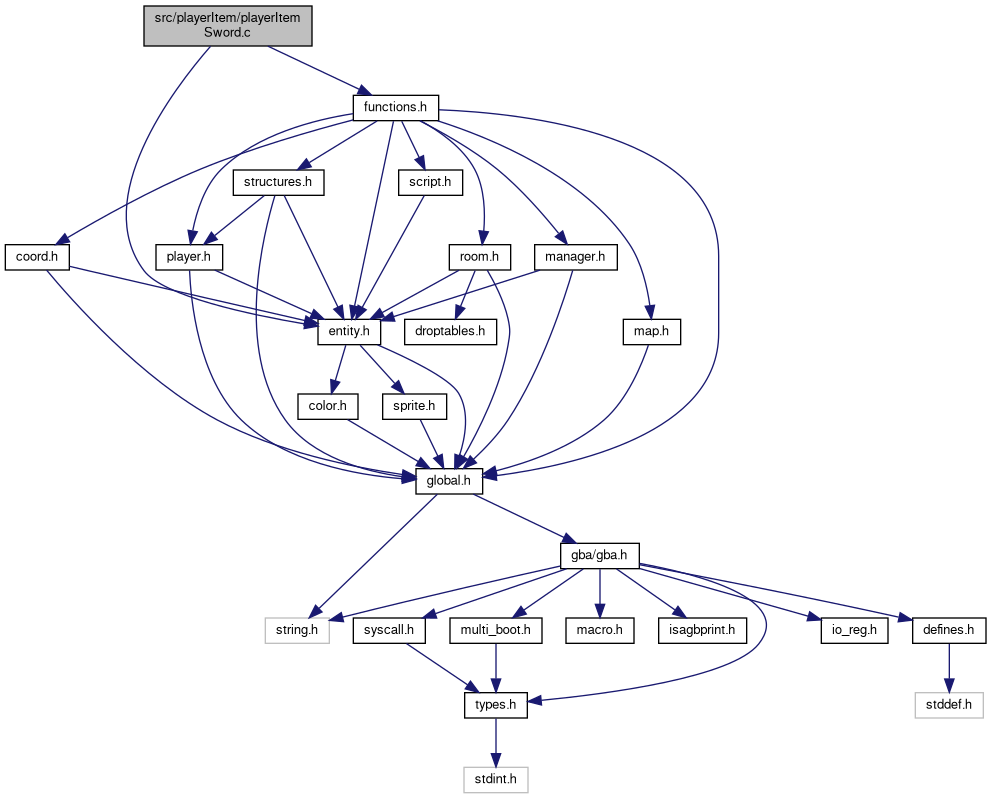 src/playerItem/playerItem
Sword.c
functions.h
structures.h
script.h
coord.h
player.h
room.h
manager.h
entity.h
droptables.h
map.h
color.h
sprite.h
global.h
gba/gba.h
string.h
syscall.h
multi_boot.h
macro.h
isagbprint.h
io_reg.h
defines.h
types.h
stddef.h
stdint.h